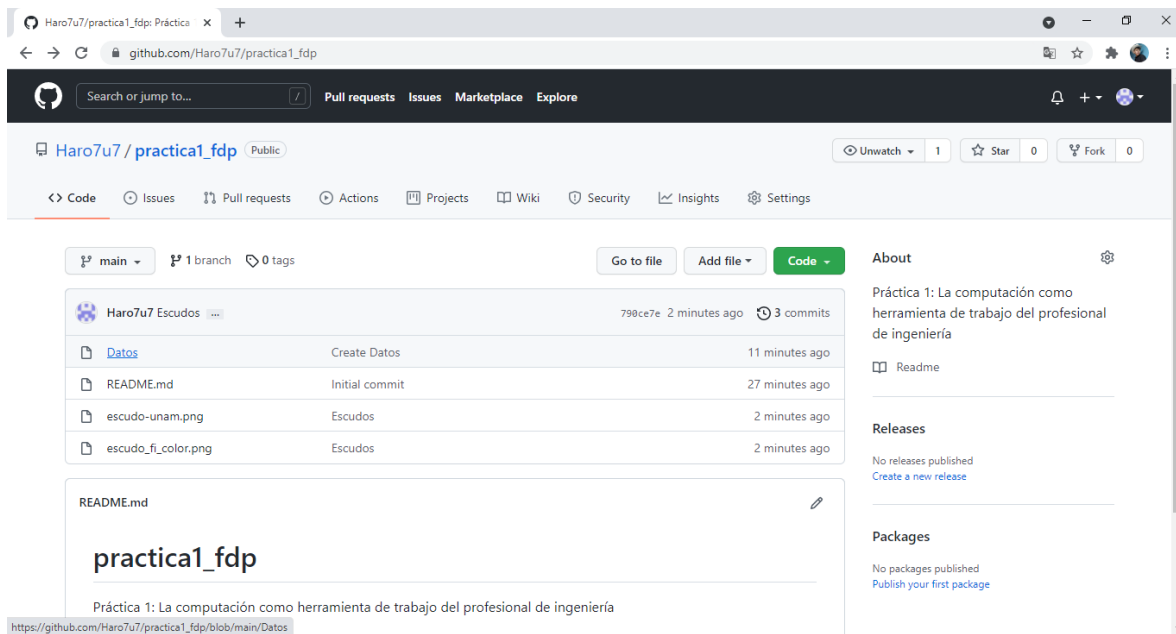 Haro7u7/practica1_fdp: Práctica
github.com/Haro7u7/practica1_fdp
Search or jump to... /
Pull requests Issues Marketplace Explore
Haro7u7 / practica1_fdp Public
Unwatch 1 Star 0 Fork 0
Code Issues Pull requests Actions Projects Wiki Security Insights Settings
main 1 branch 0 tags Go to file Add file Code
Haro7u7 Escudos ... 790ce7e 2 minutes ago 3 commits
Datos Create Datos 11 minutes ago
README.md Initial commit 27 minutes ago
escudo-unam.png Escudos 2 minutes ago
escudo_fi_color.png Escudos 2 minutes ago
README.md
practica1_fdp
Práctica 1: La computación como herramienta de trabajo del profesional de ingeniería
About
Práctica 1: La computación como
herramienta de trabajo del profesional
de ingeniería
Readme
Releases
No releases published
Create a new release
Packages
No packages published
Publish your first package
https://github.com/Haro7u7/practica1_fdp/blob/main/Datos